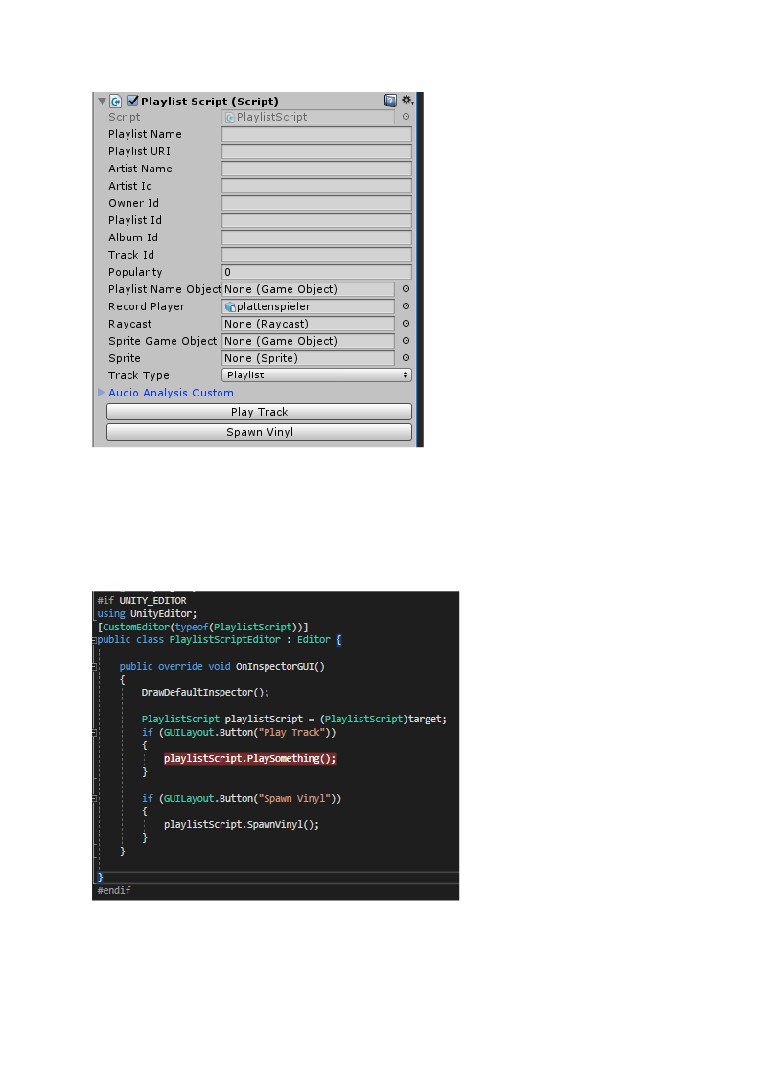 Playlist Script (Script)
Script PlaylistScript
Playlist Name
Playlist URI
Artist Name
Artist Id
Owner Id
Playlist Id
Album Id
Track Id
Popularity 0
Playlist Name Object None (Game Object)
Record Player plattenspieler
Raycast None (Raycast)
Sprite Game Object None (Game Object)
Sprite None (Sprite)
Track Type Playlist
Audio Analysis Custom
Play Track
Spawn Vinyl
#if UNITY_EDITOR
using UnityEditor;
[CustomEditor(typeof(PlaylistScript))]
public class PlaylistScriptEditor : Editor {
public override void OnInspectorGUI()
{
DrawDefaultInspector();
PlaylistScript playlistScript = (PlaylistScript)target;
if (GUILayout.Button("Play Track"))
{
playlistScript.PlaySomething();
}
if (GUILayout.Button("Spawn Vinyl"))
{
playlistScript.SpawnVinyl();
}
}
}
#endif